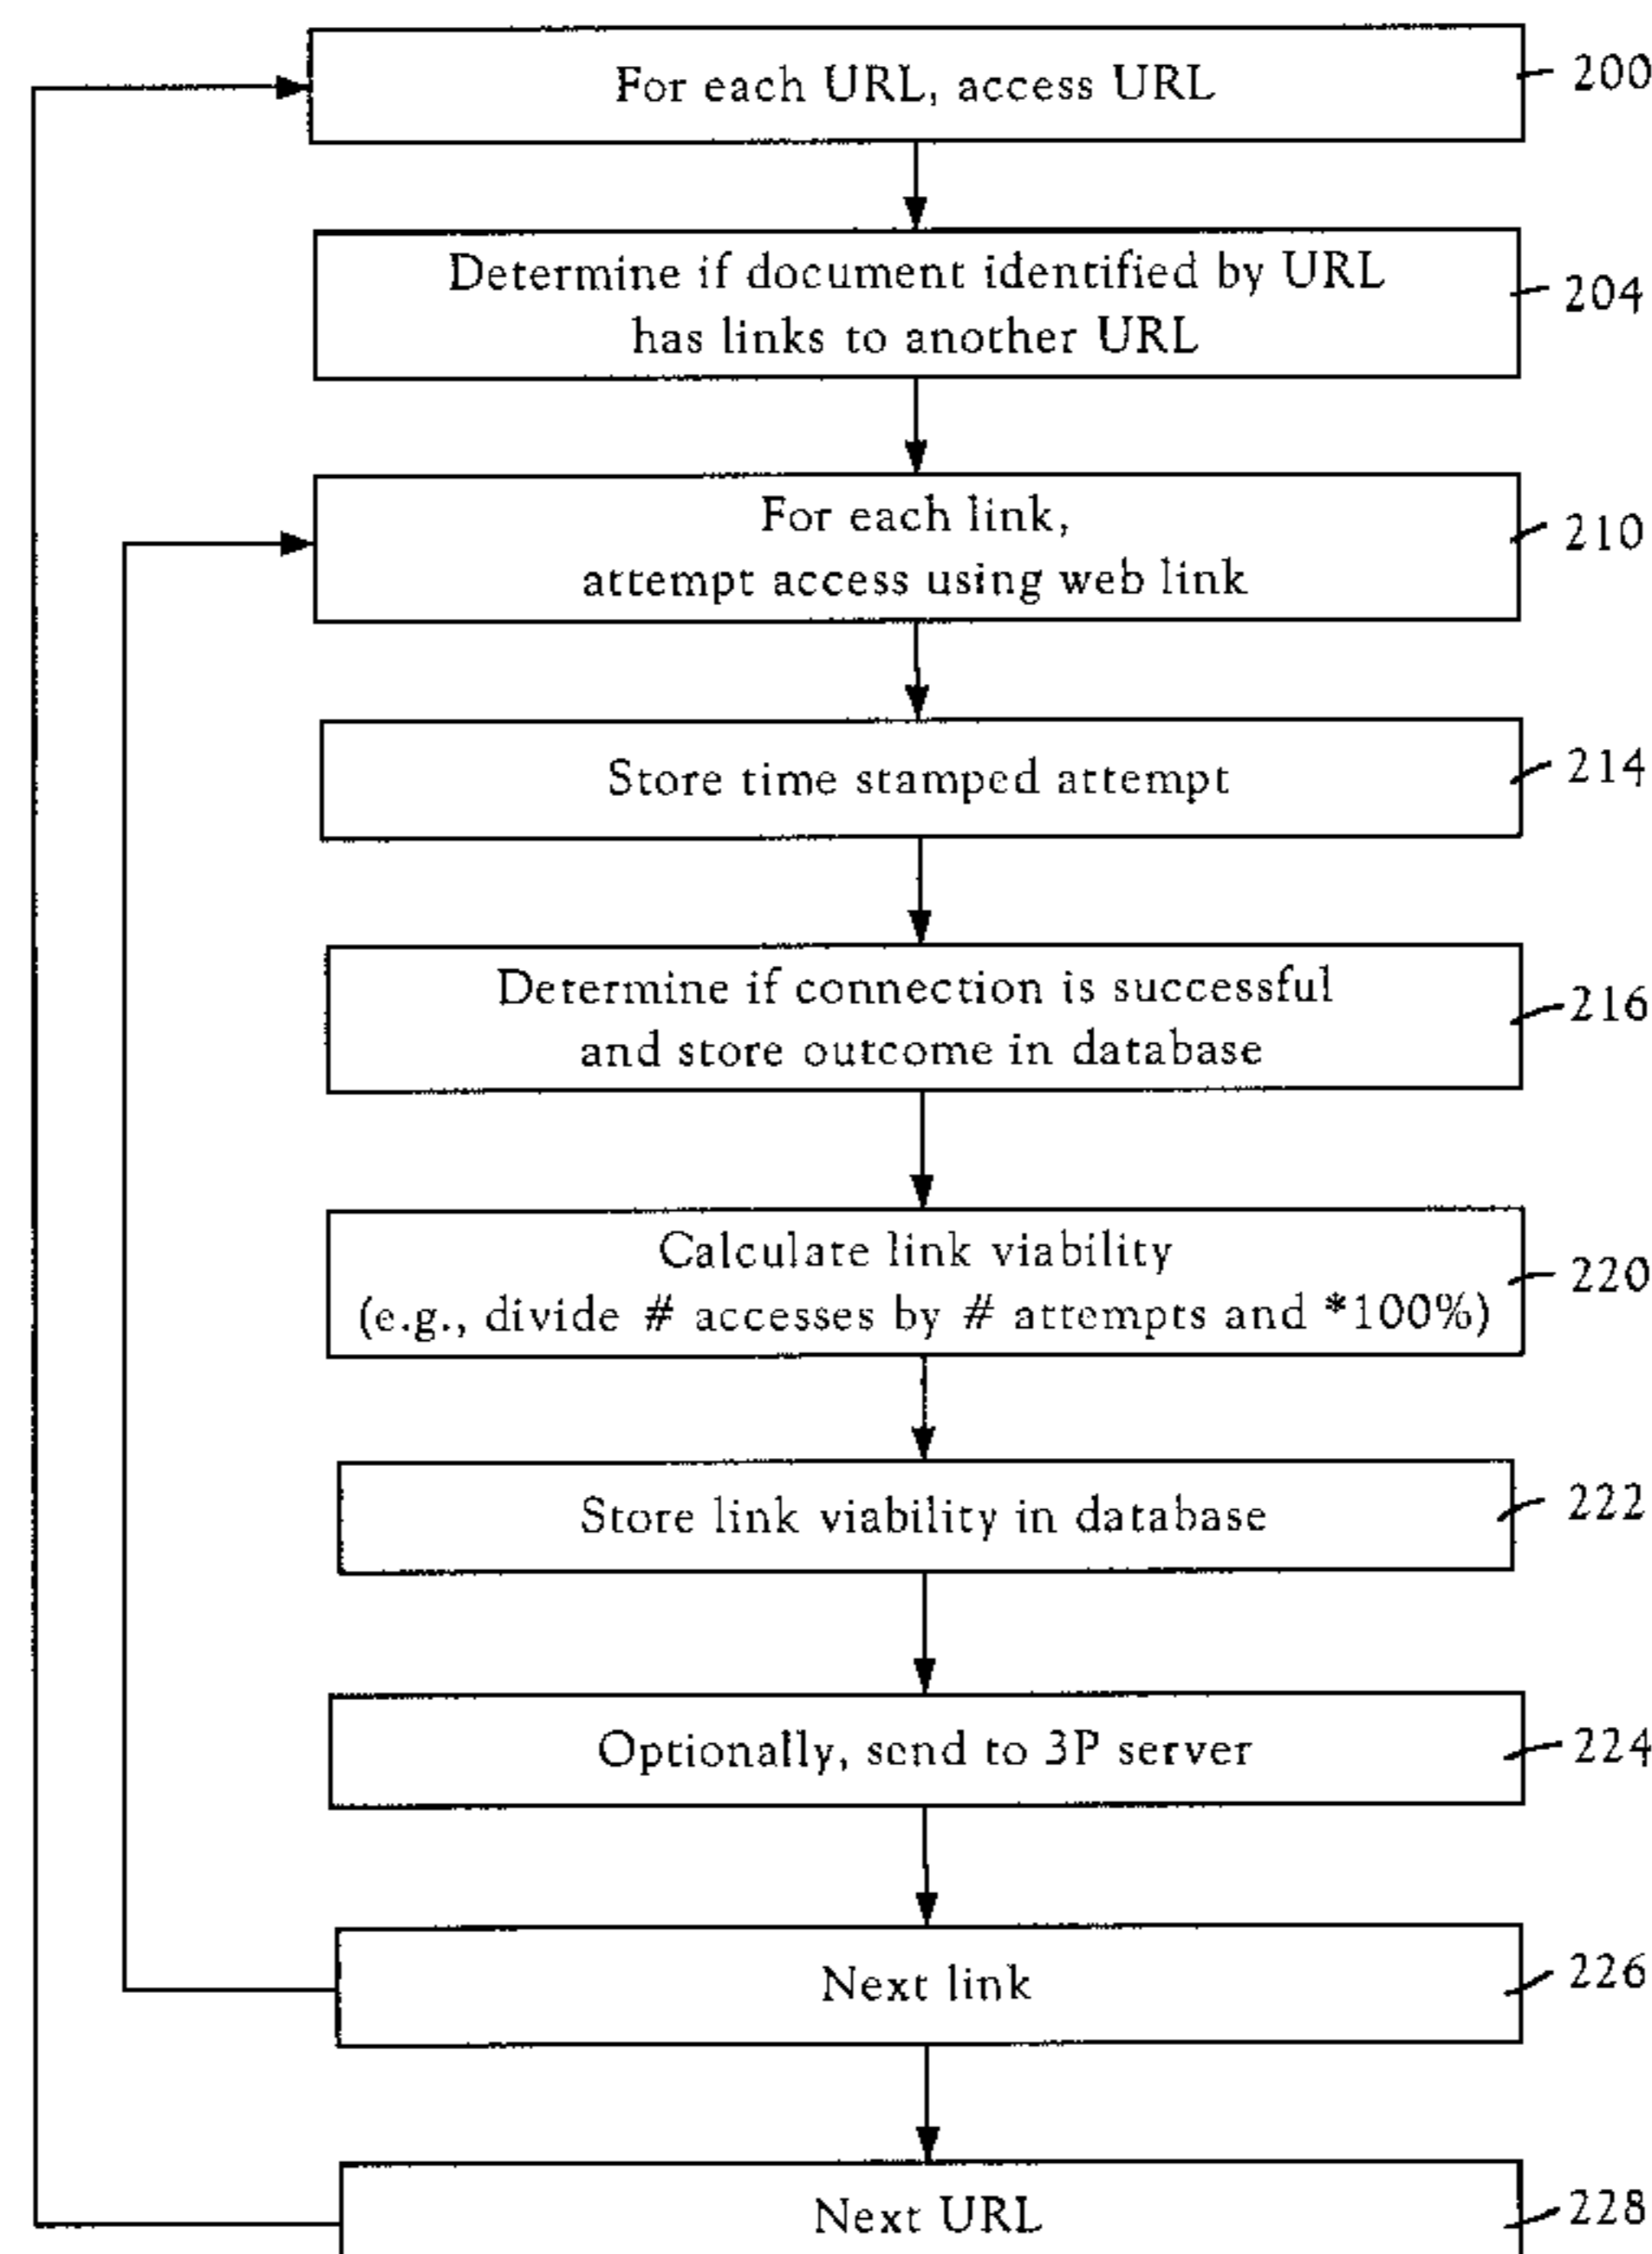 For each URL, access URL
200
Determine if document identified by URL
has links to another URL
204
For each link,
attempt access using web link
210
Store time stamped attempt
214
Determine if connection is successful
and store outcome in database
216
Calculate link viability
(e.g., divide # accesses by # attempts and *100%)
220
Store link viability in database
222
Optionally, send to 3P server
224
Next link
226
Next URL
228